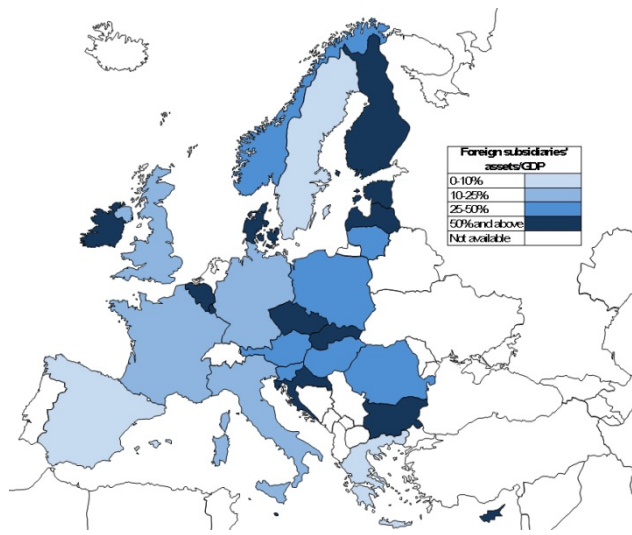 Foreign subsidiaries'
assets/GDP
0-10%
10-25%
25-50%
50% and above
Not available